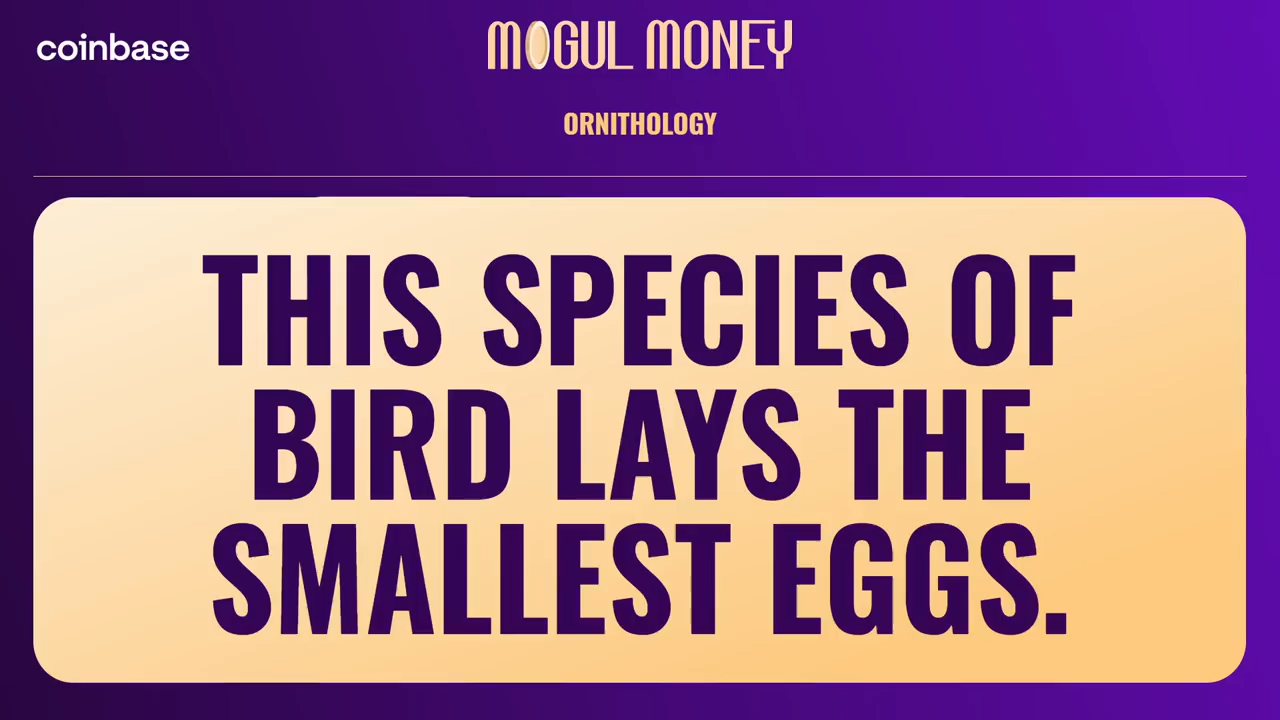 coinbase
MOGUL MONEY
ORNITHOLOGY
THIS SPECIES OF
BIRD LAYS THE
SMALLEST EGGS.